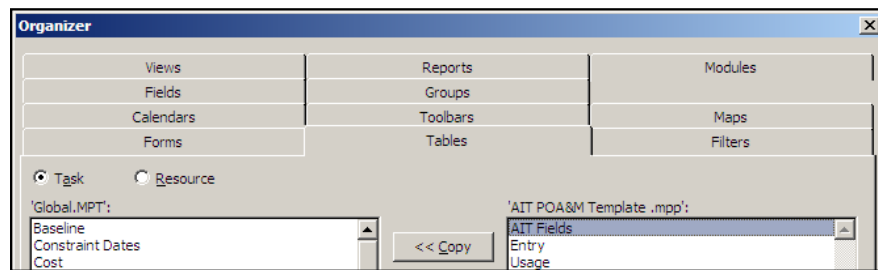 Organizer
Views Reports Modules
Fields Groups
Calendars Toolbars Maps
Forms Tables Filters
Task Resource
'Global.MPT': 'AIT POA&M Template .mpp':
Baseline AIT Fields
Constraint Dates << Copy Entry
Cost Usage